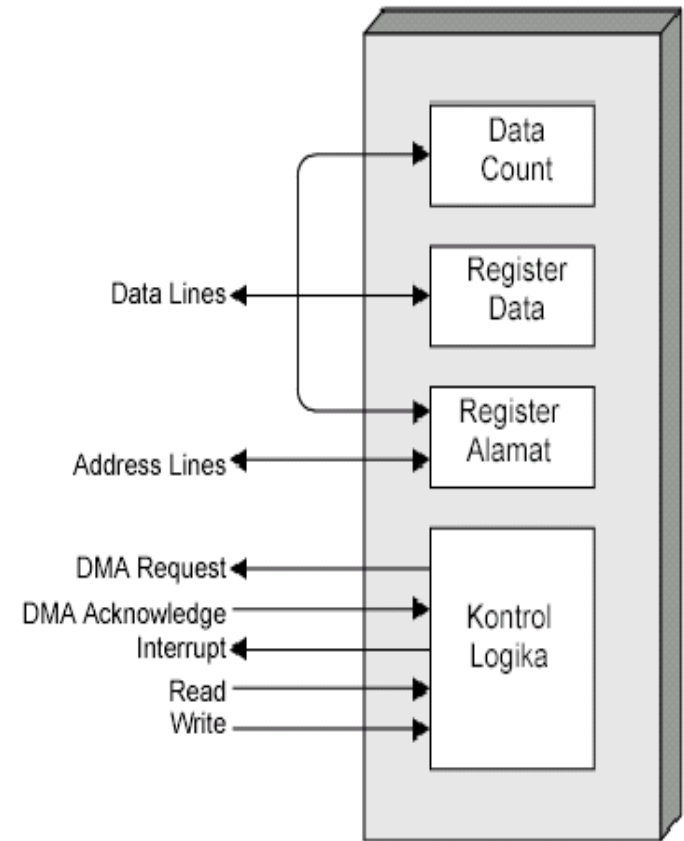 Data
Count
Register
Data
Data Lines
Register
Alamat
Address Lines
DMA Request
DMA Acknowledge
Interrupt
Read
Write
Kontrol
Logika